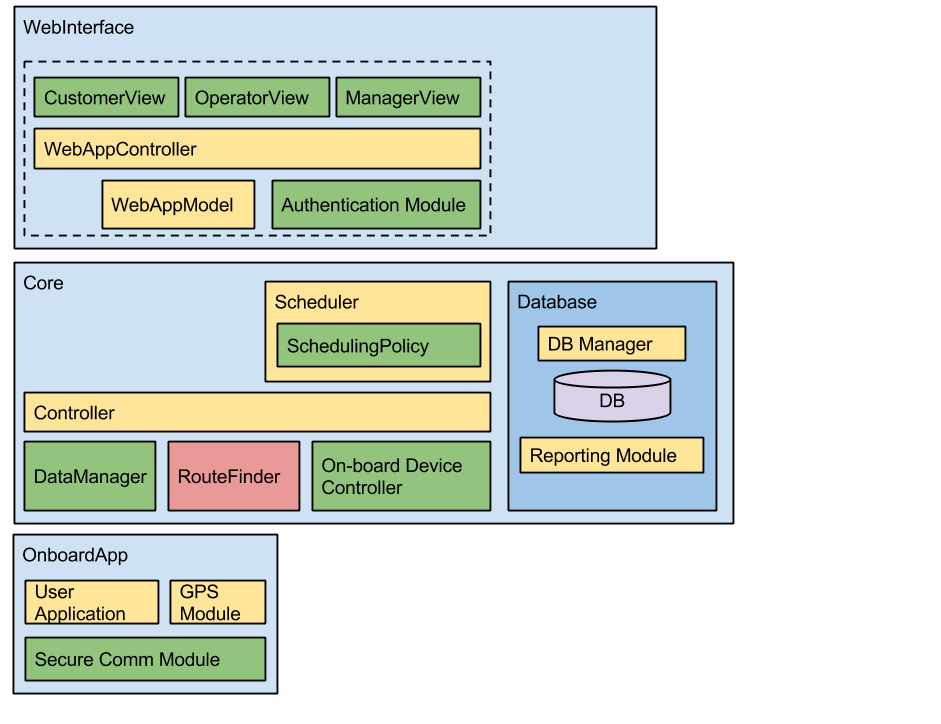 WebInterface
CustomerView
OperatorView
ManagerView
WebAppController
WebAppModel
Authentication Module
Core
Scheduler
SchedulingPolicy
Database
DB Manager
DB
Reporting Module
Controller
DataManager
RouteFinder
On-board Device
Controller
OnboardApp
User
Application
GPS
Module
Secure Comm Module